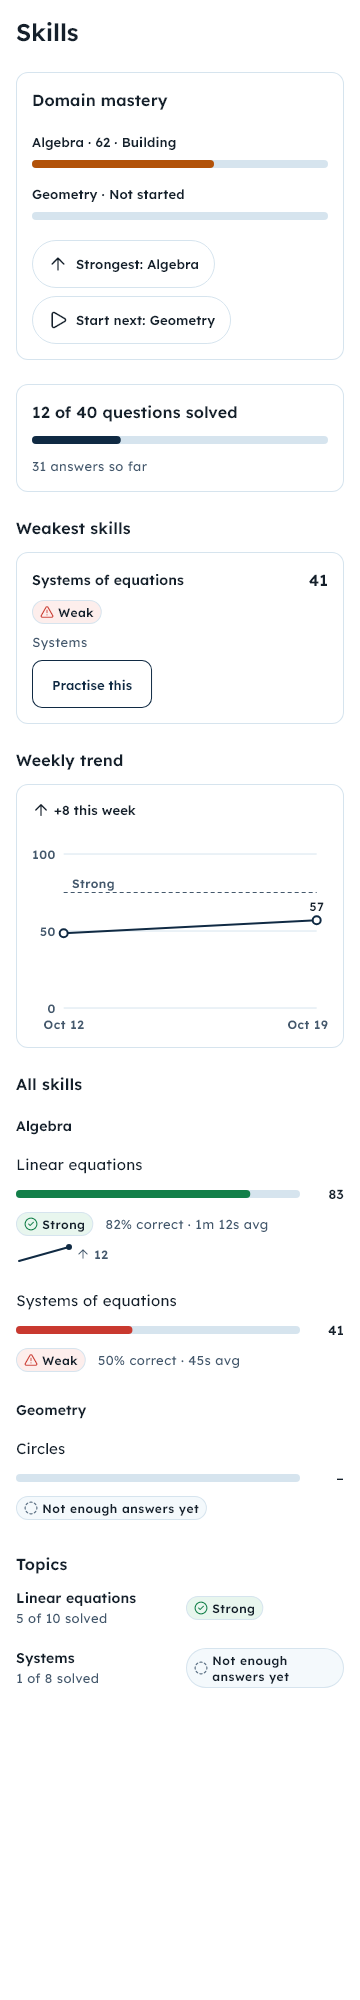 Skills
Domain mastery
Algebra · 62 · Building
Geometry · Not started
Strongest: Algebra
Start next: Geometry
12 of 40 questions solved
31 answers so far
Weakest skills
Systems of equations 41
Weak
Systems
Practise this
Weekly trend
+8 this week
100
Strong
57
50
0
Oct 12 Oct 19
All skills
Algebra
Linear equations
83
Strong 82% correct · 1m 12s avg
↑ 12
Systems of equations
41
Weak 50% correct · 45s avg
Geometry
Circles
–
Not enough answers yet
Topics
Linear equations
5 of 10 solved
Strong
Systems
1 of 8 solved
Not enough
answers yet